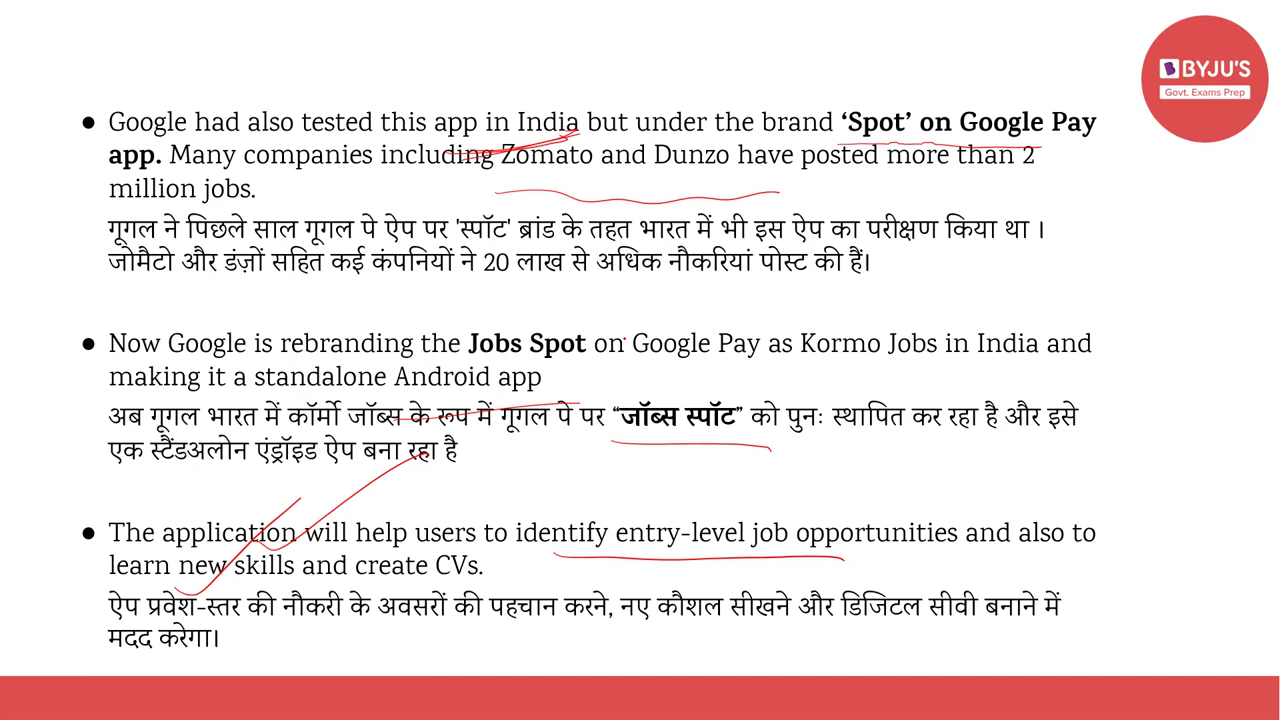 BYJU'S
Govt. Exams Prep
● Google had also tested this app in India but under the brand ‘Spot’ on Google Pay
app. Many companies including Zomato and Dunzo have posted more than 2
million jobs.
गूगल ने पिछले साल गूगल पे ऐप पर 'स्पॉट' ब्रांड के तहत भारत में भी इस ऐप का परीक्षण किया था ।
जोमैटो और डंज़ों सहित कई कंपनियों ने 20 लाख से अधिक नौकरियां पोस्ट की हैं।
● Now Google is rebranding the Jobs Spot on Google Pay as Kormo Jobs in India and
making it a standalone Android app
अब गूगल भारत में कॉर्मो जॉब्स के रूप में गूगल पे पर “जॉब्स स्पॉट” को पुनः स्थापित कर रहा है और इसे
एक स्टैंडअलोन एंड्रॉइड ऐप बना रहा है
● The application will help users to identify entry-level job opportunities and also to
learn new skills and create CVs.
ऐप प्रवेश-स्तर की नौकरी के अवसरों की पहचान करने, नए कौशल सीखने और डिजिटल सीवी बनाने में
मदद करेगा।